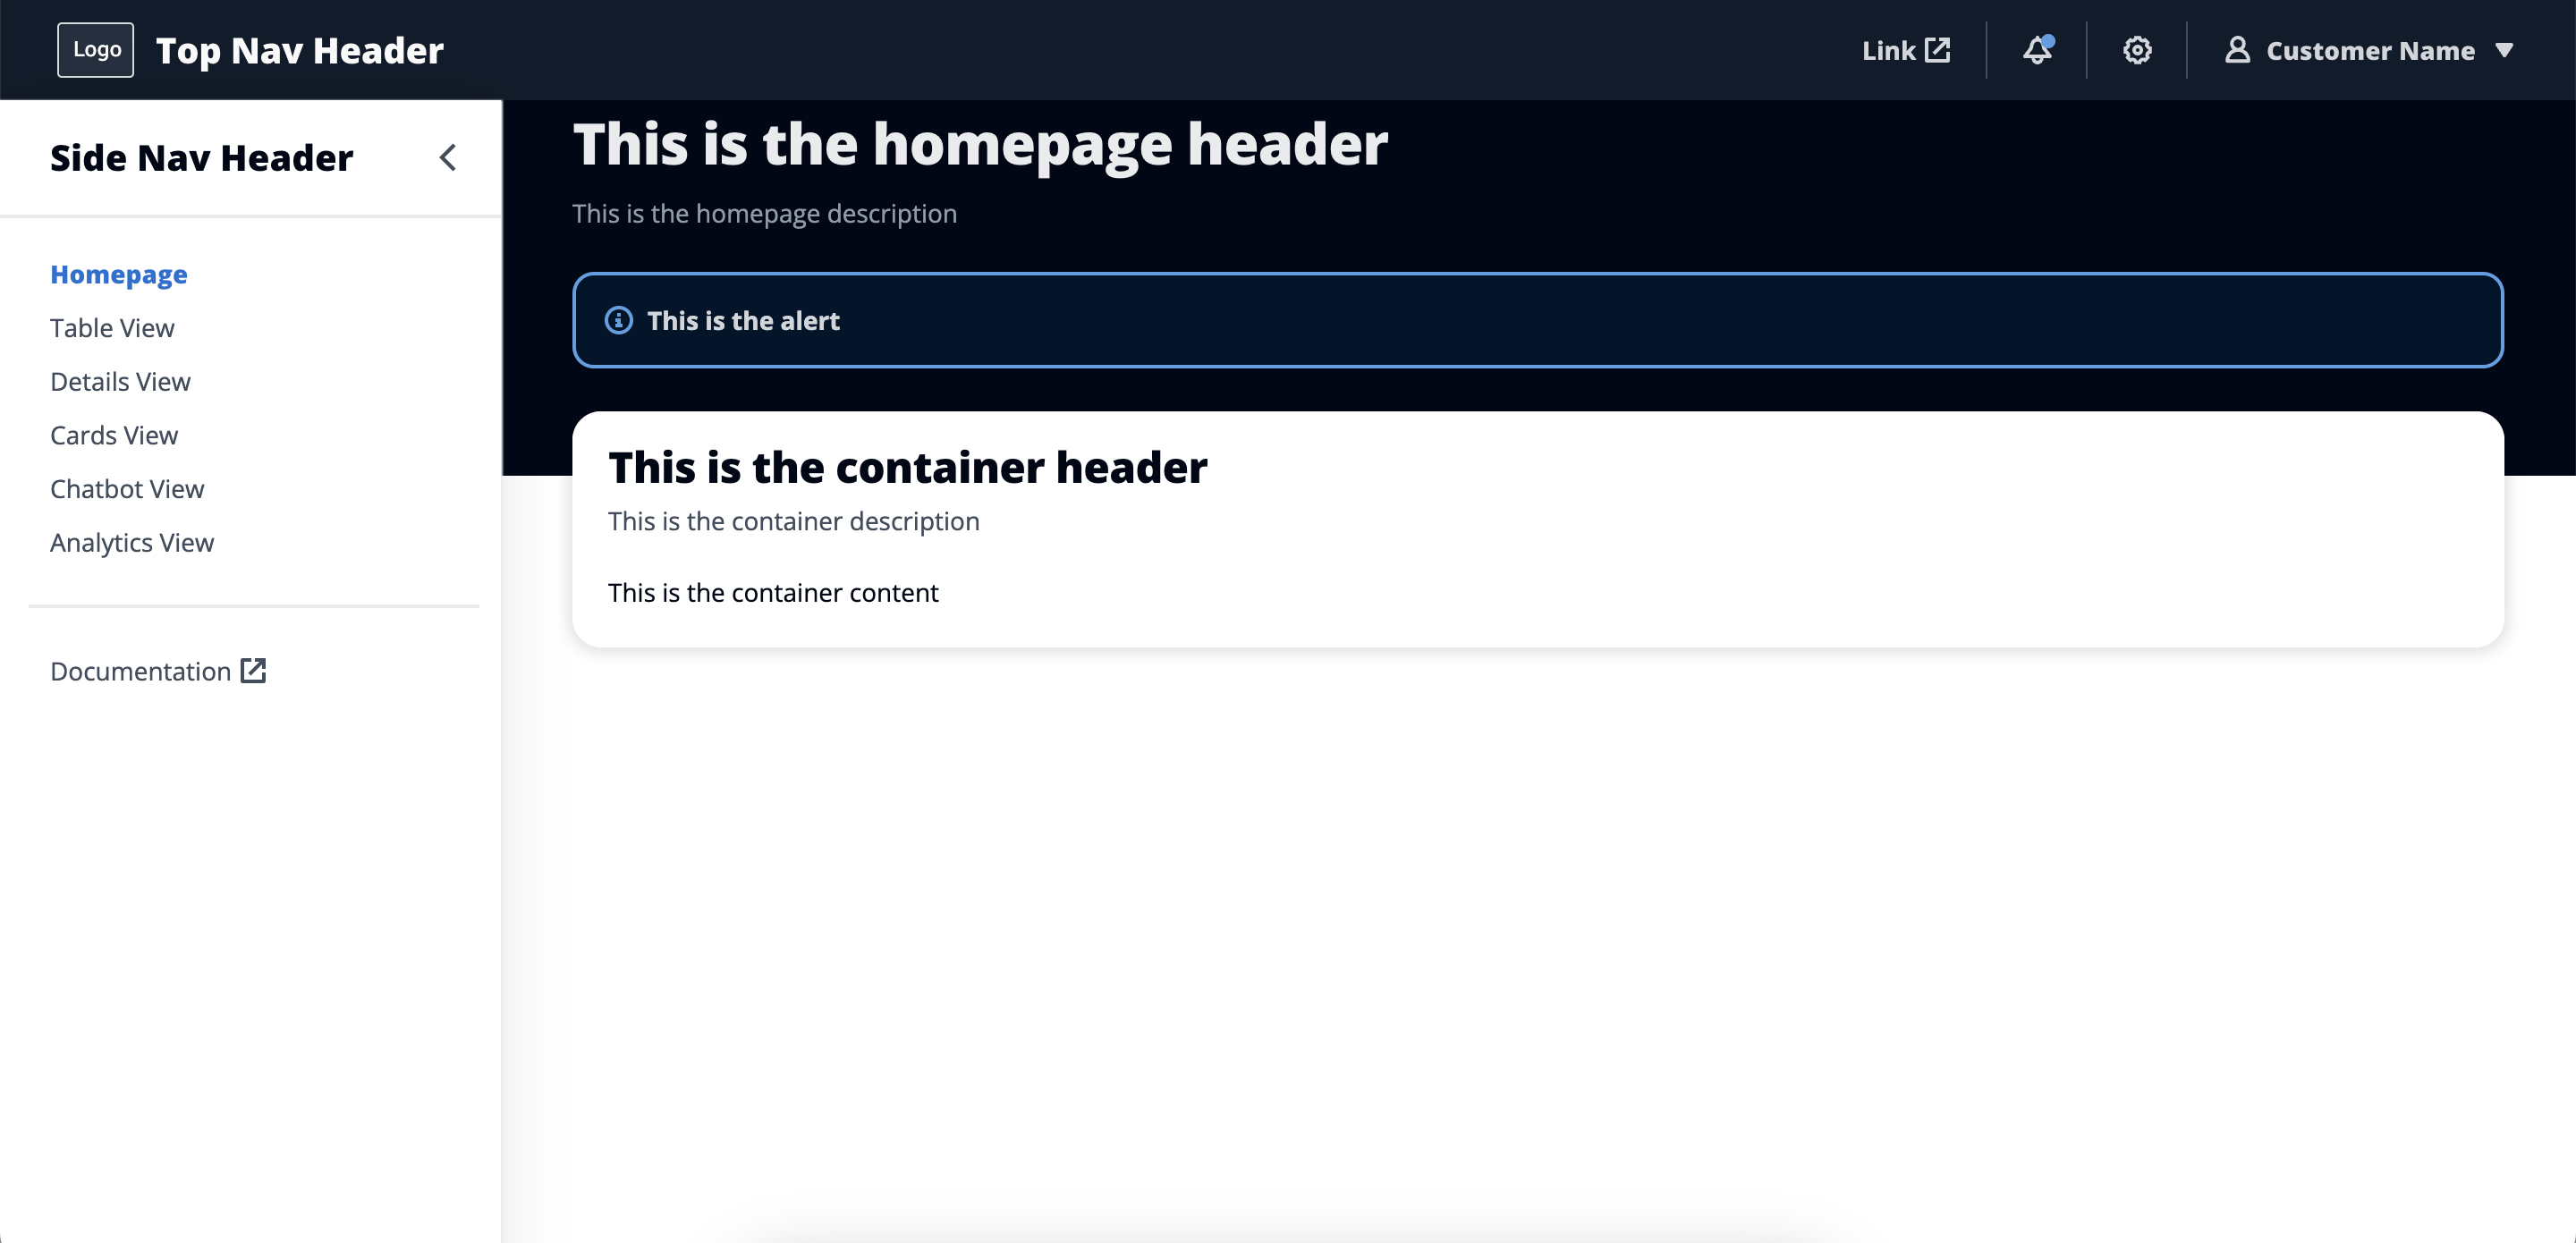 Logo
Top Nav Header
Link
Customer Name
Side Nav Header
Homepage
Table View
Details View
Cards View
Chatbot View
Analytics View
Documentation
This is the homepage header
This is the homepage description
This is the alert
This is the container header
This is the container description
This is the container content